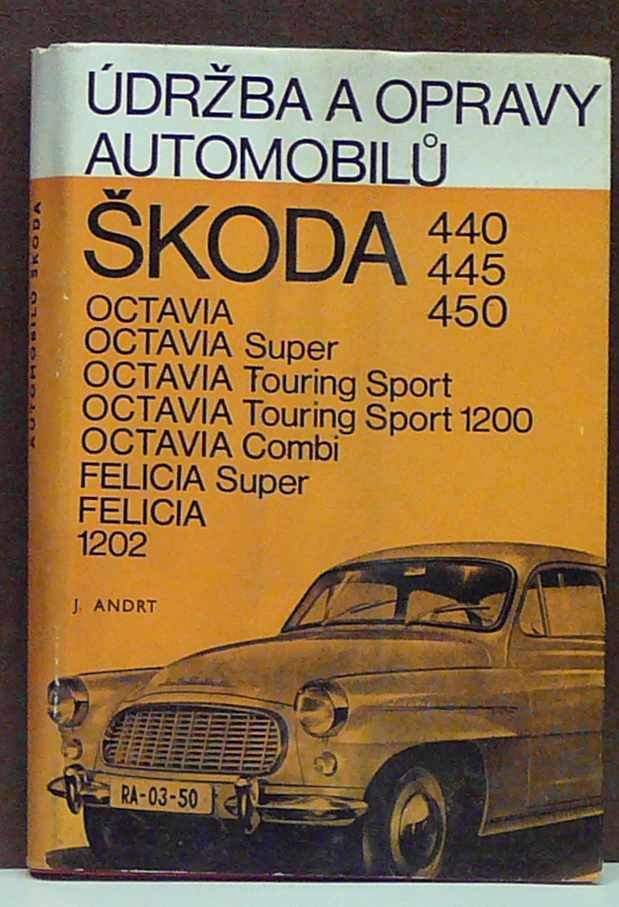 ÚDRŽBA A OPRAVY
AUTOMOBILŮ
ŠKODA
440
445
450
OCTAVIA
OCTAVIA Super
OCTAVIA Touring Sport
OCTAVIA Touring Sport 1200
OCTAVIA Combi
FELICIA Super
FELICIA
1202
J. ANDRT
RA-03-50
AUTOMOBILŮ ŠKODA